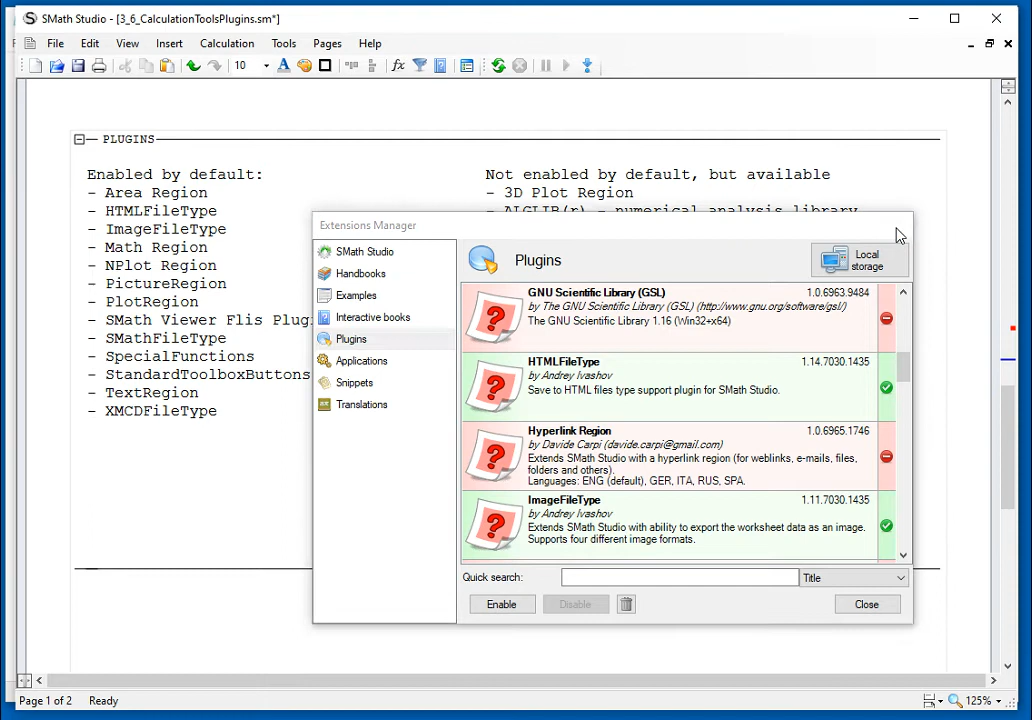 SMath Studio - [3_6_CalculationToolsPlugins.sm*]
File Edit View Insert Calculation Tools Pages Help
10
PLUGINS
Enabled by default:
- Area Region
- HTMLFileType
- ImageFileType
- Math Region
- NPlot Region
- PictureRegion
- PlotRegion
- SMath Viewer Flis Plug
- SMathFileType
- SpecialFunctions
- StandardToolboxButtons
- TextRegion
- XMCDFileType
Not enabled by default, but available
- 3D Plot Region
- ALGLIB(r) - numerical analysis library
Extensions Manager
SMath Studio
Handbooks
Examples
Interactive books
Plugins
Applications
Snippets
Translations
Plugins
Local
storage
GNU Scientific Library (GSL) 1.0.6963.9484
by The GNU Scientific Library (GSL) (http://www.gnu.org/software/gsl/)
The GNU Scientific Library 1.16 (Win32+x64)
HTMLFileType 1.14.7030.1435
by Andrey Ivashov
Save to HTML files type support plugin for SMath Studio.
Hyperlink Region 1.0.6965.1746
by Davide Carpi (davide.carpi@gmail.com)
Extends SMath Studio with a hyperlink region (for weblinks, e-mails, files,
folders and others).
Languages: ENG (default), GER, ITA, RUS, SPA.
ImageFileType 1.11.7030.1435
by Andrey Ivashov
Extends SMath Studio with ability to export the worksheet data as an image.
Supports four different image formats.
Quick search: Title
Enable Disable Close
Page 1 of 2 Ready 125%